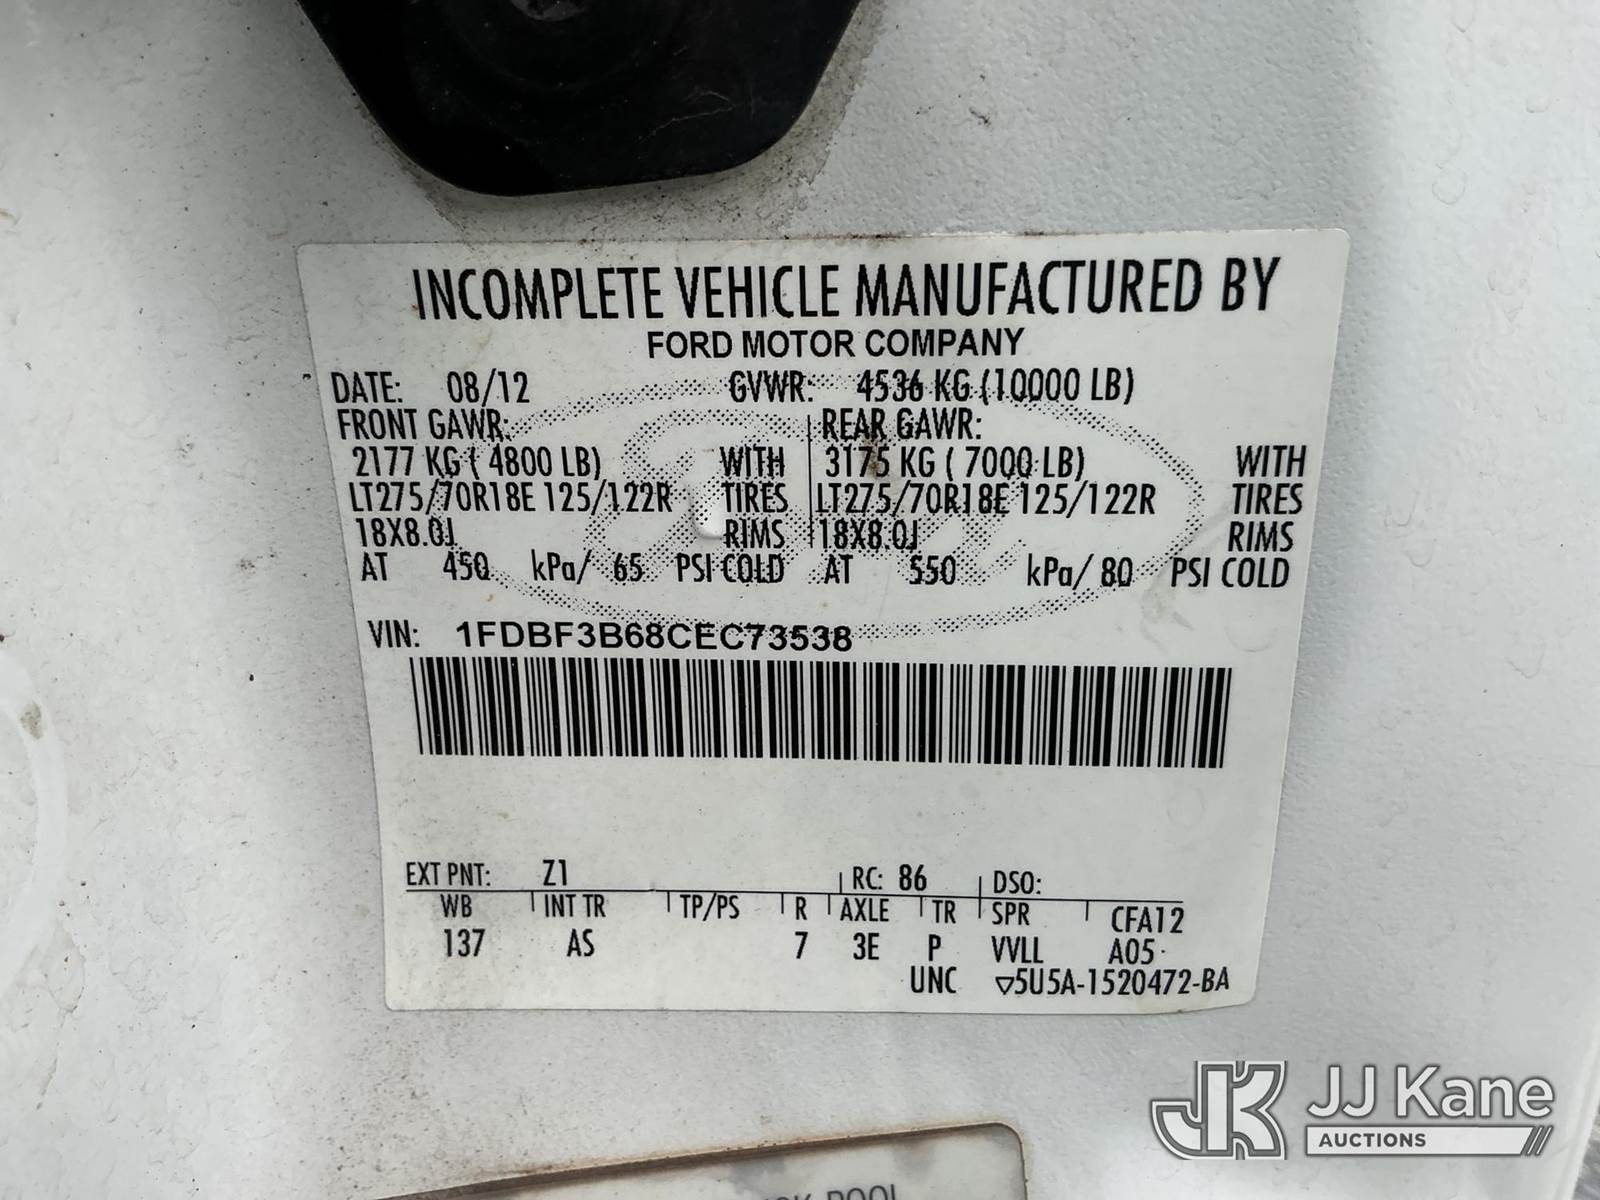 INCOMPLETE VEHICLE MANUFACTURED BY
FORD MOTOR COMPANY
DATE: 08/12 GVWR: 4536 KG (10000 LB)
FRONT GAWR: REAR GAWR:
2177 KG ( 4800 LB) WITH 3175 KG ( 7000 LB) WITH
LT275/70R18E 125/122R TIRES LT275/70R18E 125/122R TIRES
18X8.0J RIMS 18X8.0J RIMS
AT 450 kPa/ 65 PSI COLD AT 550 kPa/ 80 PSI COLD
VIN: 1FDBF3B68CEC73538
EXT PNT: Z1 RC: 86 DSO:
WB INT TR TP/PS R AXLE TR SPR CFA12
137 AS 7 3E P VVLL A05
UNC ▽5U5A-1520472-BA
JK JJ Kane
AUCTIONS
POOL